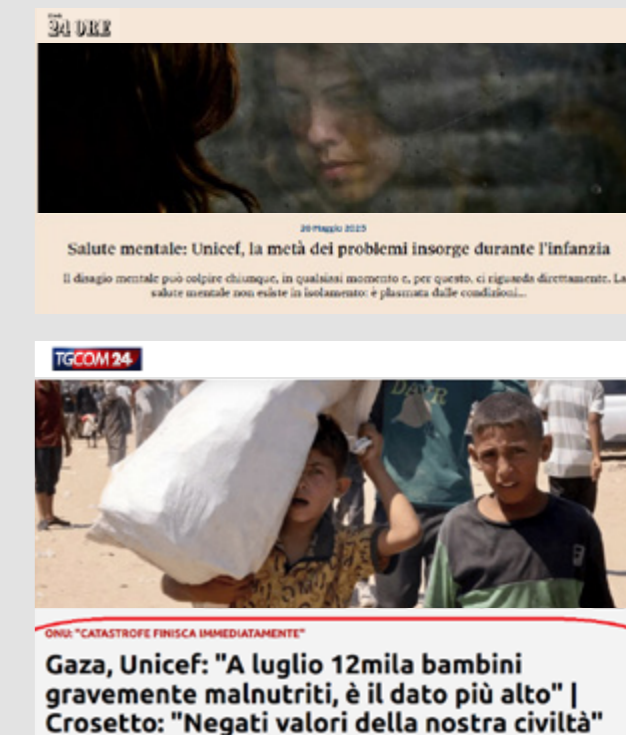 24 ORE
20 Maggio 2025
Salute mentale: Unicef, la metà dei problemi insorge durante l'infanzia
Il disagio mentale può colpire chiunque, in qualsiasi momento e, per questo, ci riguarda direttamente. La
salute mentale non esiste in isolamento: è plasmata dalle condizioni...
TGCOM 24
ONU: "CATASTROFE FINISCA IMMEDIATAMENTE"
Gaza, Unicef: "A luglio 12mila bambini
gravemente malnutriti, è il dato più alto" |
Crosetto: "Negati valori della nostra civiltà"